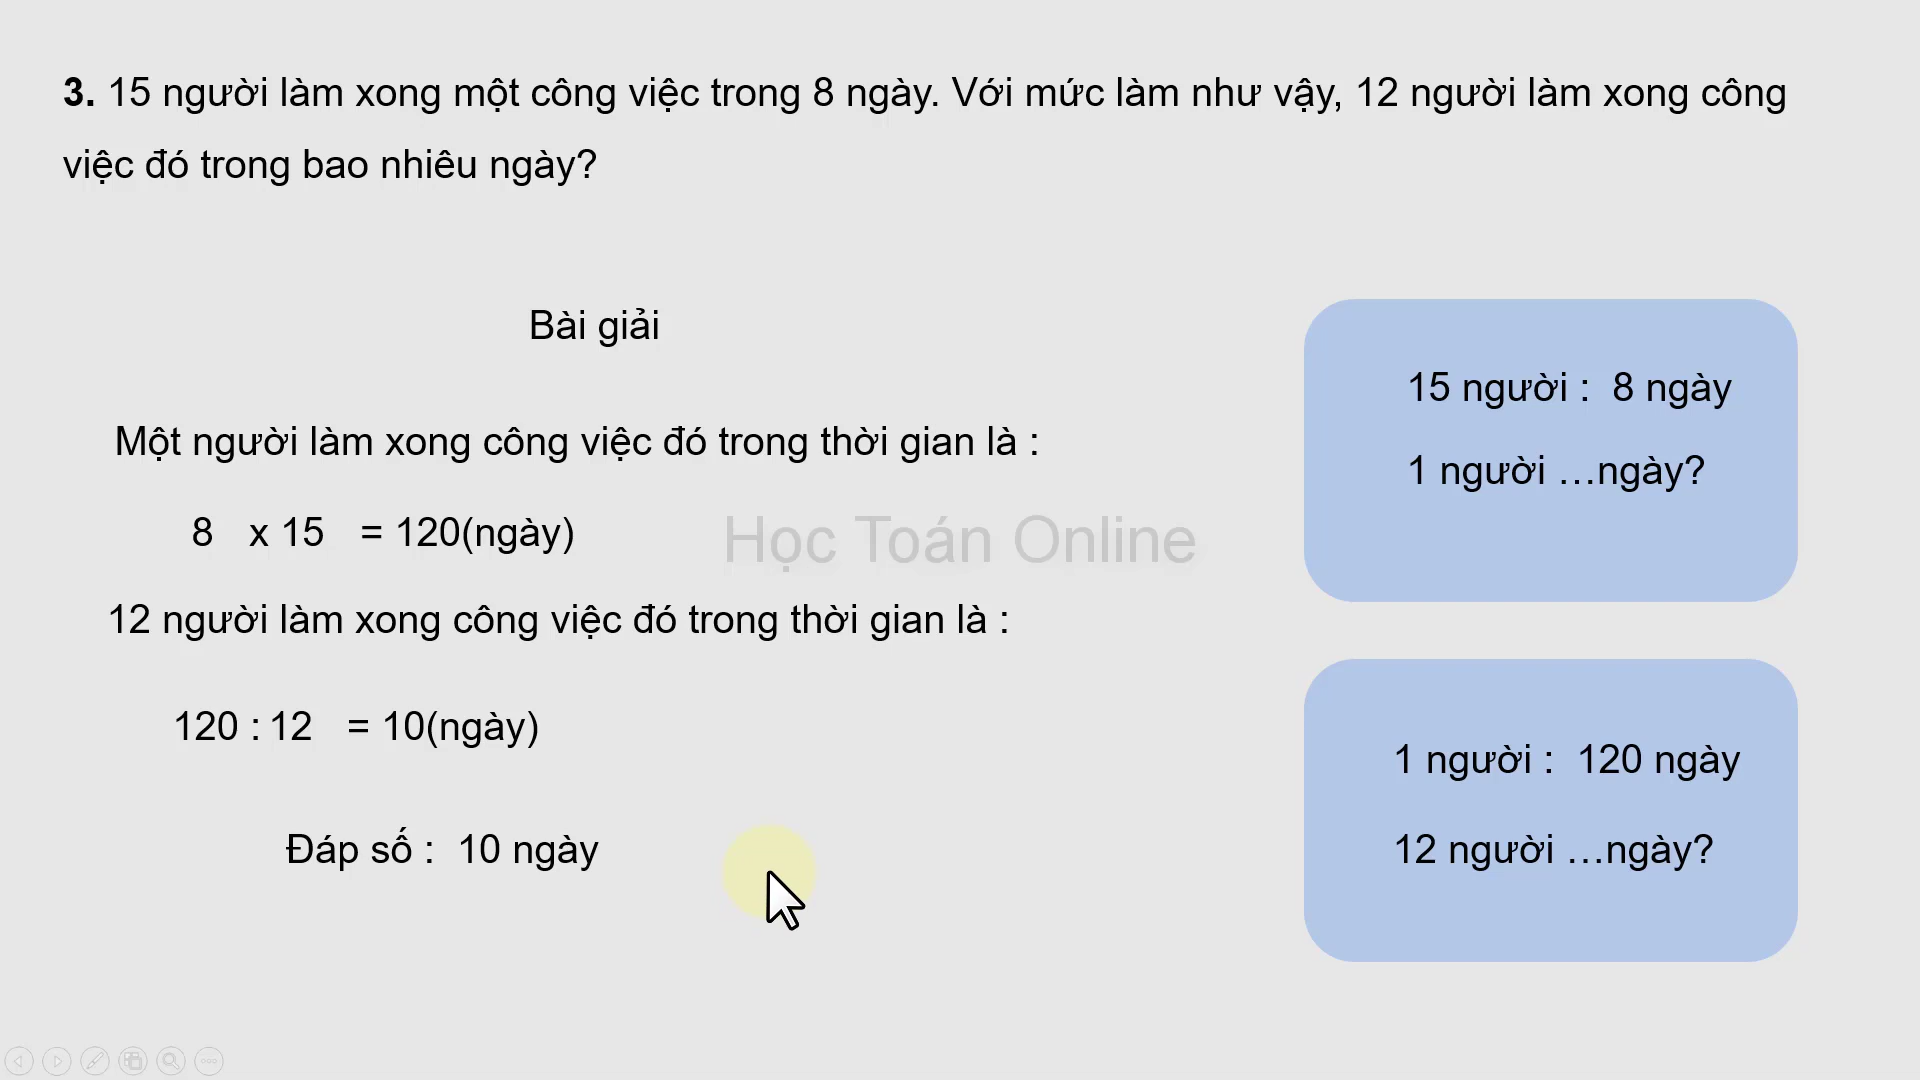 3. 15 người làm xong một công việc trong 8 ngày. Với mức làm như vậy, 12 người làm xong công
việc đó trong bao nhiêu ngày?
Bài giải
Một người làm xong công việc đó trong thời gian là :
8 x 15 = 120(ngày)
12 người làm xong công việc đó trong thời gian là :
120 : 12 = 10(ngày)
Đáp số : 10 ngày
Học Toán Online
15 người : 8 ngày
1 người ...ngày?
1 người : 120 ngày
12 người ...ngày?